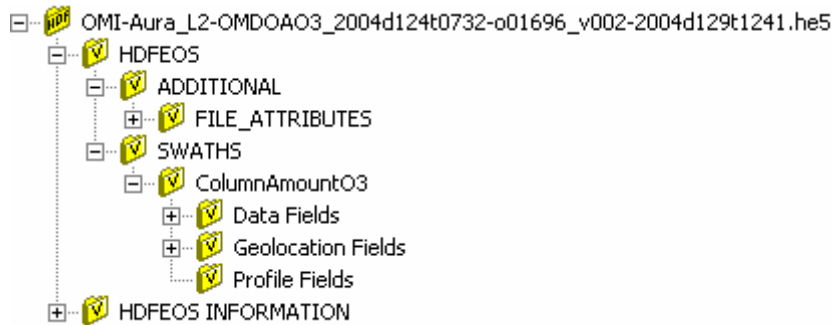 OMI-Aura_L2-OMDOAO3_2004d124t0732-o01696_v002-2004d129t1241.he5
HDFEOS
ADDITIONAL
FILE_ATTRIBUTES
SWATHS
ColumnAmountO3
Data Fields
Geolocation Fields
Profile Fields
HDFEOS INFORMATION